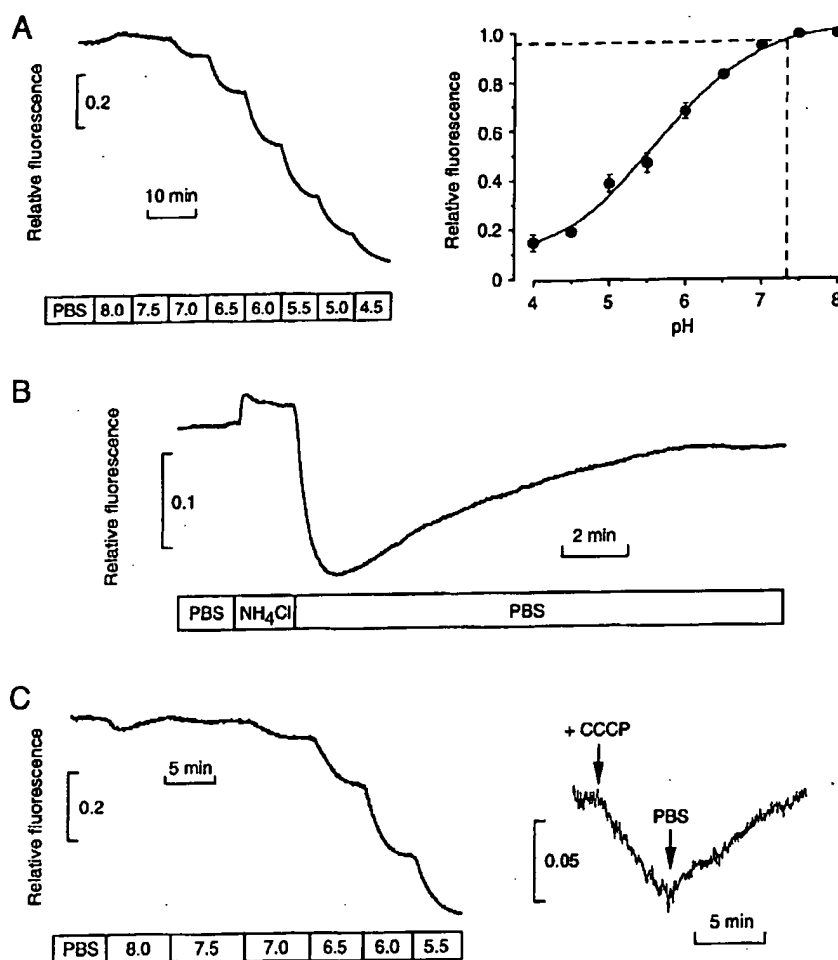 A
Relative fluorescence
0.2
10 min
PBS 8.0 7.5 7.0 6.5 6.0 5.5 5.0 4.5
Relative fluorescence
1.0
0.8
0.6
0.4
0.2
0
4 5 6 7 8
pH
B
Relative fluorescence
0.1
2 min
PBS NH₄Cl PBS
C
Relative fluorescence
0.2
5 min
PBS 8.0 7.5 7.0 6.5 6.0 5.5
+ CCCP
PBS
0.05
5 min